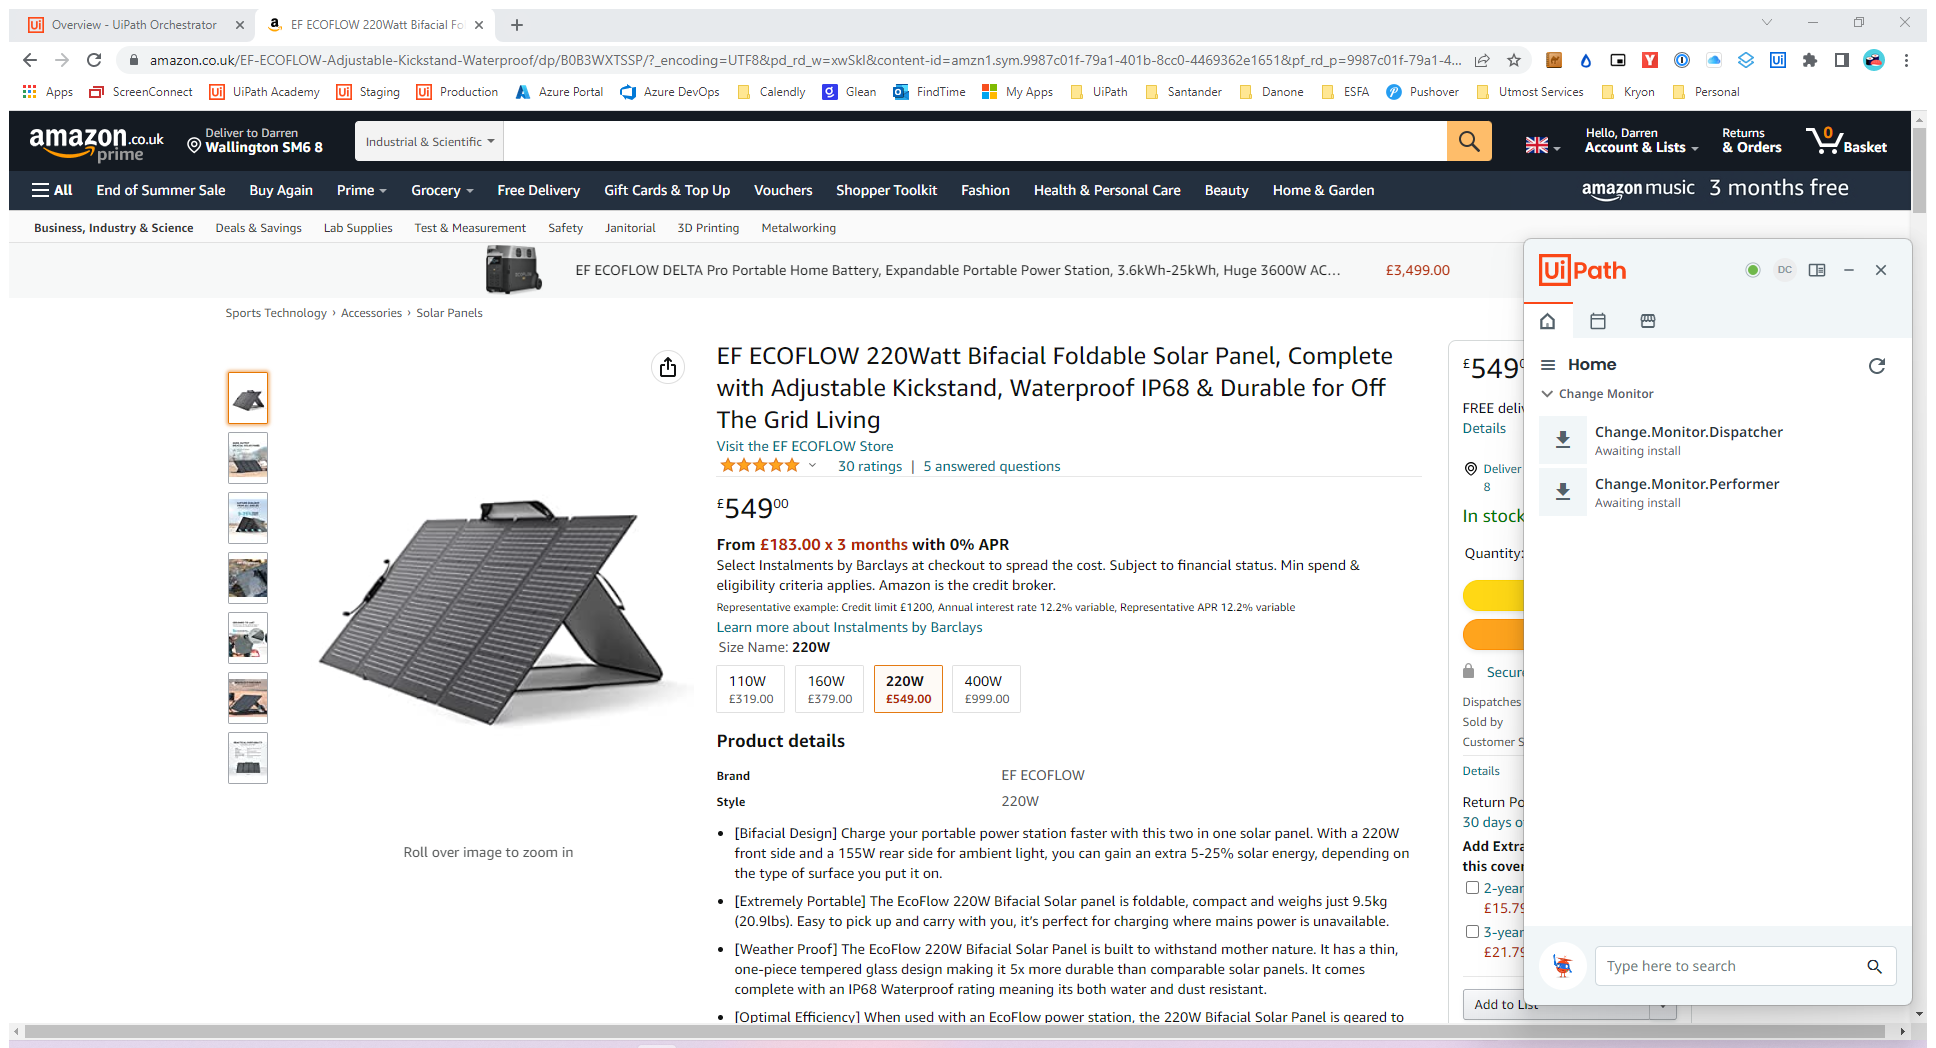 Overview - UiPath Orchestrator
EF ECOFLOW 220Watt Bifacial Fo
amazon.co.uk/EF-ECOFLOW-Adjustable-Kickstand-Waterproof/dp/B0B3WXTSSP/?_encoding=UTF8&pd_rd_w=xwSkl&content-id=amzn1.sym.9987c01f-79a1-401b-8cc0-4469362e1651&pf_rd_p=9987c01f-79a1-4...
Apps ScreenConnect UiPath Academy Staging Production Azure Portal Azure DevOps Calendly Glean FindTime My Apps UiPath Santander Danone ESFA Pushover Utmost Services Kryon Personal
amazon.co.uk
prime
Deliver to Darren
Wallington SM6 8
Industrial & Scientific
Hello, Darren
Account & Lists
Returns
& Orders
0
Basket
All End of Summer Sale Buy Again Prime Grocery Free Delivery Gift Cards & Top Up Vouchers Shopper Toolkit Fashion Health & Personal Care Beauty Home & Garden
amazon music 3 months free
Business, Industry & Science Deals & Savings Lab Supplies Test & Measurement Safety Janitorial 3D Printing Metalworking
EF ECOFLOW DELTA Pro Portable Home Battery, Expandable Portable Power Station, 3.6kWh-25kWh, Huge 3600W AC... £3,499.00
Sports Technology › Accessories › Solar Panels
EF ECOFLOW 220Watt Bifacial Foldable Solar Panel, Complete
with Adjustable Kickstand, Waterproof IP68 & Durable for Off
The Grid Living
Visit the EF ECOFLOW Store
30 ratings | 5 answered questions
£549.00
From £183.00 x 3 months with 0% APR
Select Instalments by Barclays at checkout to spread the cost. Subject to financial status. Min spend &
eligibility criteria applies. Amazon is the credit broker.
Representative example: Credit limit £1200, Annual interest rate 12.2% variable, Representative APR 12.2% variable
Learn more about Instalments by Barclays
Size Name: 220W
110W 160W 220W 400W
£319.00 £379.00 £549.00 £999.00
Product details
Brand EF ECOFLOW
Style 220W
• [Bifacial Design] Charge your portable power station faster with this two in one solar panel. With a 220W
front side and a 155W rear side for ambient light, you can gain an extra 5-25% solar energy, depending on
the type of surface you put it on.
• [Extremely Portable] The EcoFlow 220W Bifacial Solar panel is foldable, compact and weighs just 9.5kg
(20.9lbs). Easy to pick up and carry with you, it's perfect for charging where mains power is unavailable.
• [Weather Proof] The EcoFlow 220W Bifacial Solar Panel is built to withstand mother nature. It has a thin,
one-piece tempered glass design making it 5x more durable than comparable solar panels. It comes
complete with an IP68 Waterproof rating meaning its both water and dust resistant.
• [Optimal Efficiency] When used with an EcoFlow power station, the 220W Bifacial Solar Panel is geared to
Roll over image to zoom in
£549
FREE deliv
Details
Deliver
8
In stock
Quantity:
Secure
Dispatches
Sold by
Customer S
Details
Return Po
30 days o
Add Extra
this cover
2-year
£15.79
3-year
£21.79
Add to List
UiPath
DC
Home
Change Monitor
Change.Monitor.Dispatcher
Awaiting install
Change.Monitor.Performer
Awaiting install
Type here to search